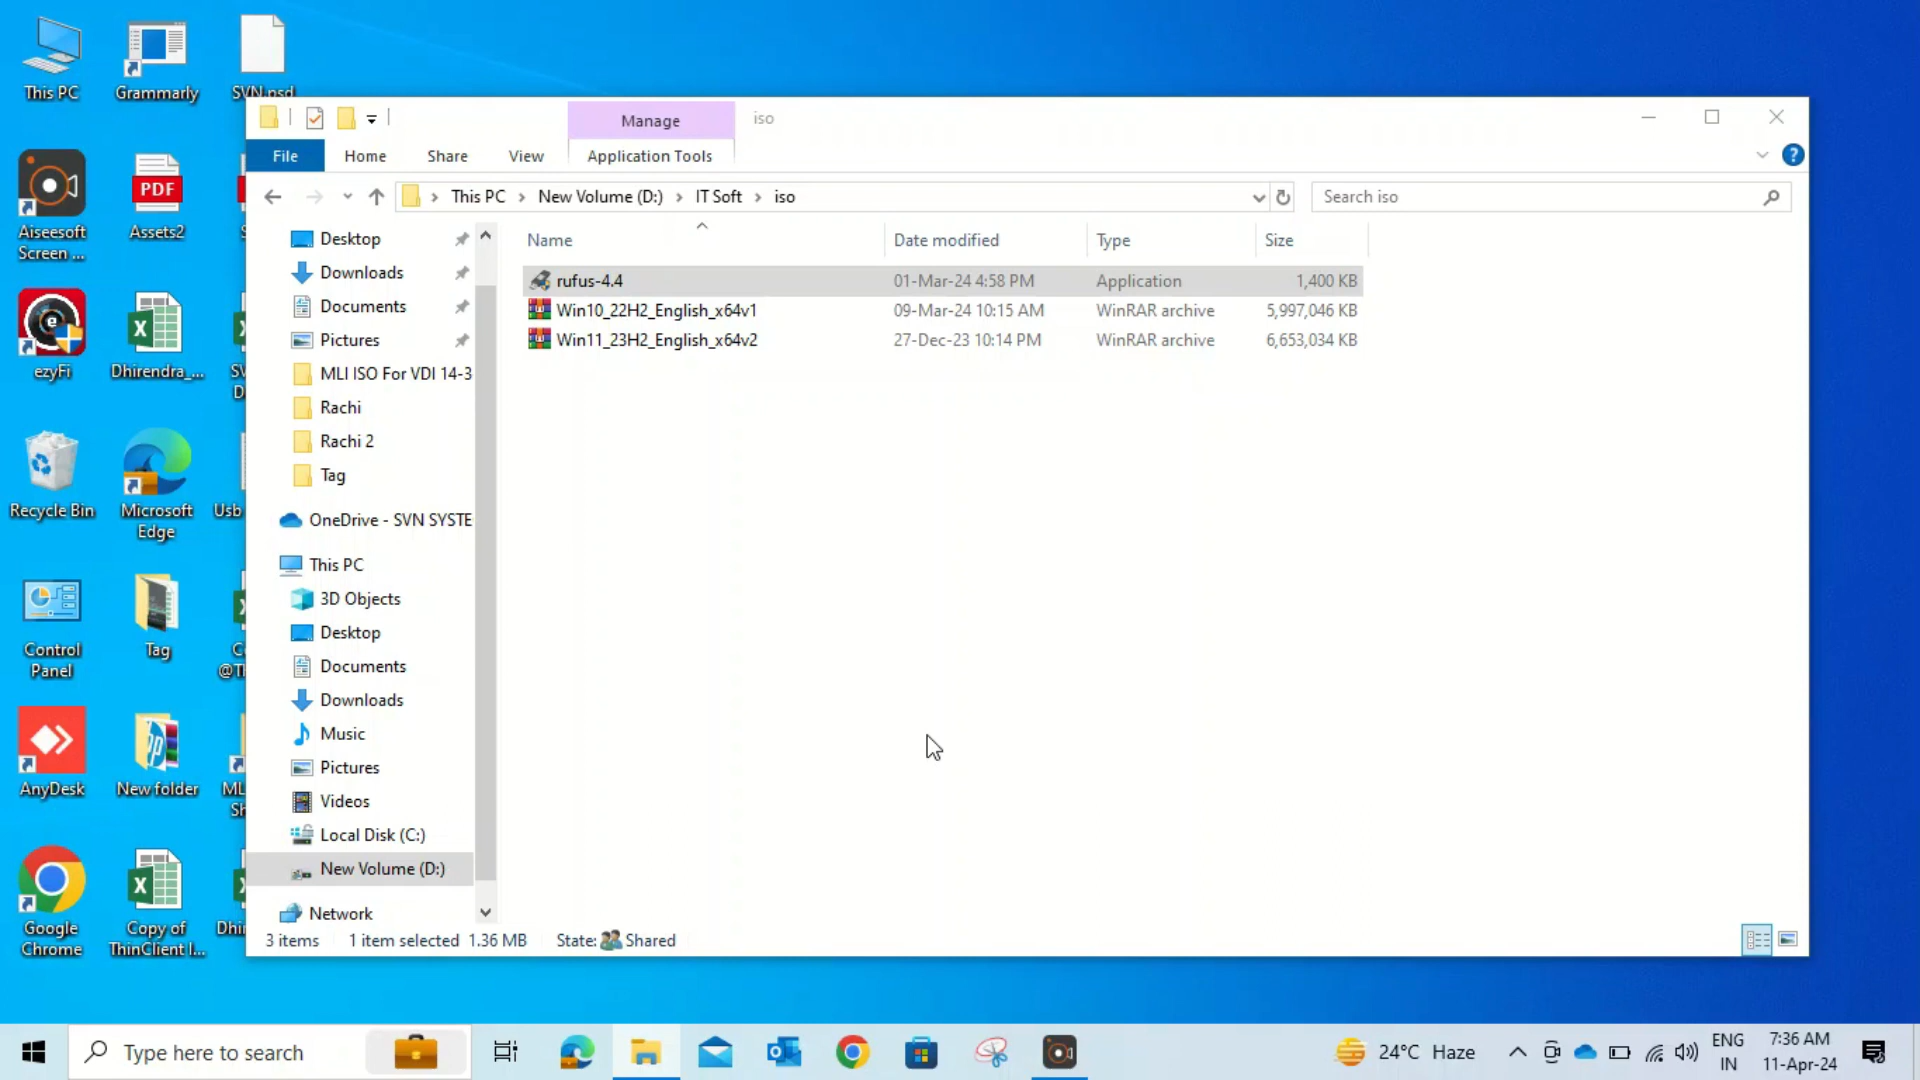 This PC
Grammarly
SVN.psd
Aiseesoft
Screen ...
PDF
Assets2
ezyFi
Dhirendra_...
Recycle Bin
Microsoft
Edge
Usb
Control
Panel
Tag
@Th
AnyDesk
New folder
ML
Sh
Google
Chrome
Copy of
ThinClient I...
Dhi
Manage
iso
File
Home
Share
View
Application Tools
This PC > New Volume (D:) > IT Soft > iso
Search iso
Desktop
Downloads
Documents
Pictures
MLI ISO For VDI 14-3
Rachi
Rachi 2
Tag
OneDrive - SVN SYSTE
This PC
3D Objects
Desktop
Documents
Downloads
Music
Pictures
Videos
Local Disk (C:)
New Volume (D:)
Network
Name Date modified Type Size
rufus-4.4 01-Mar-24 4:58 PM Application 1,400 KB
Win10_22H2_English_x64v1 09-Mar-24 10:15 AM WinRAR archive 5,997,046 KB
Win11_23H2_English_x64v2 27-Dec-23 10:14 PM WinRAR archive 6,653,034 KB
3 items 1 item selected 1.36 MB State: Shared
Type here to search
24°C Haze
ENG
IN
7:36 AM
11-Apr-24